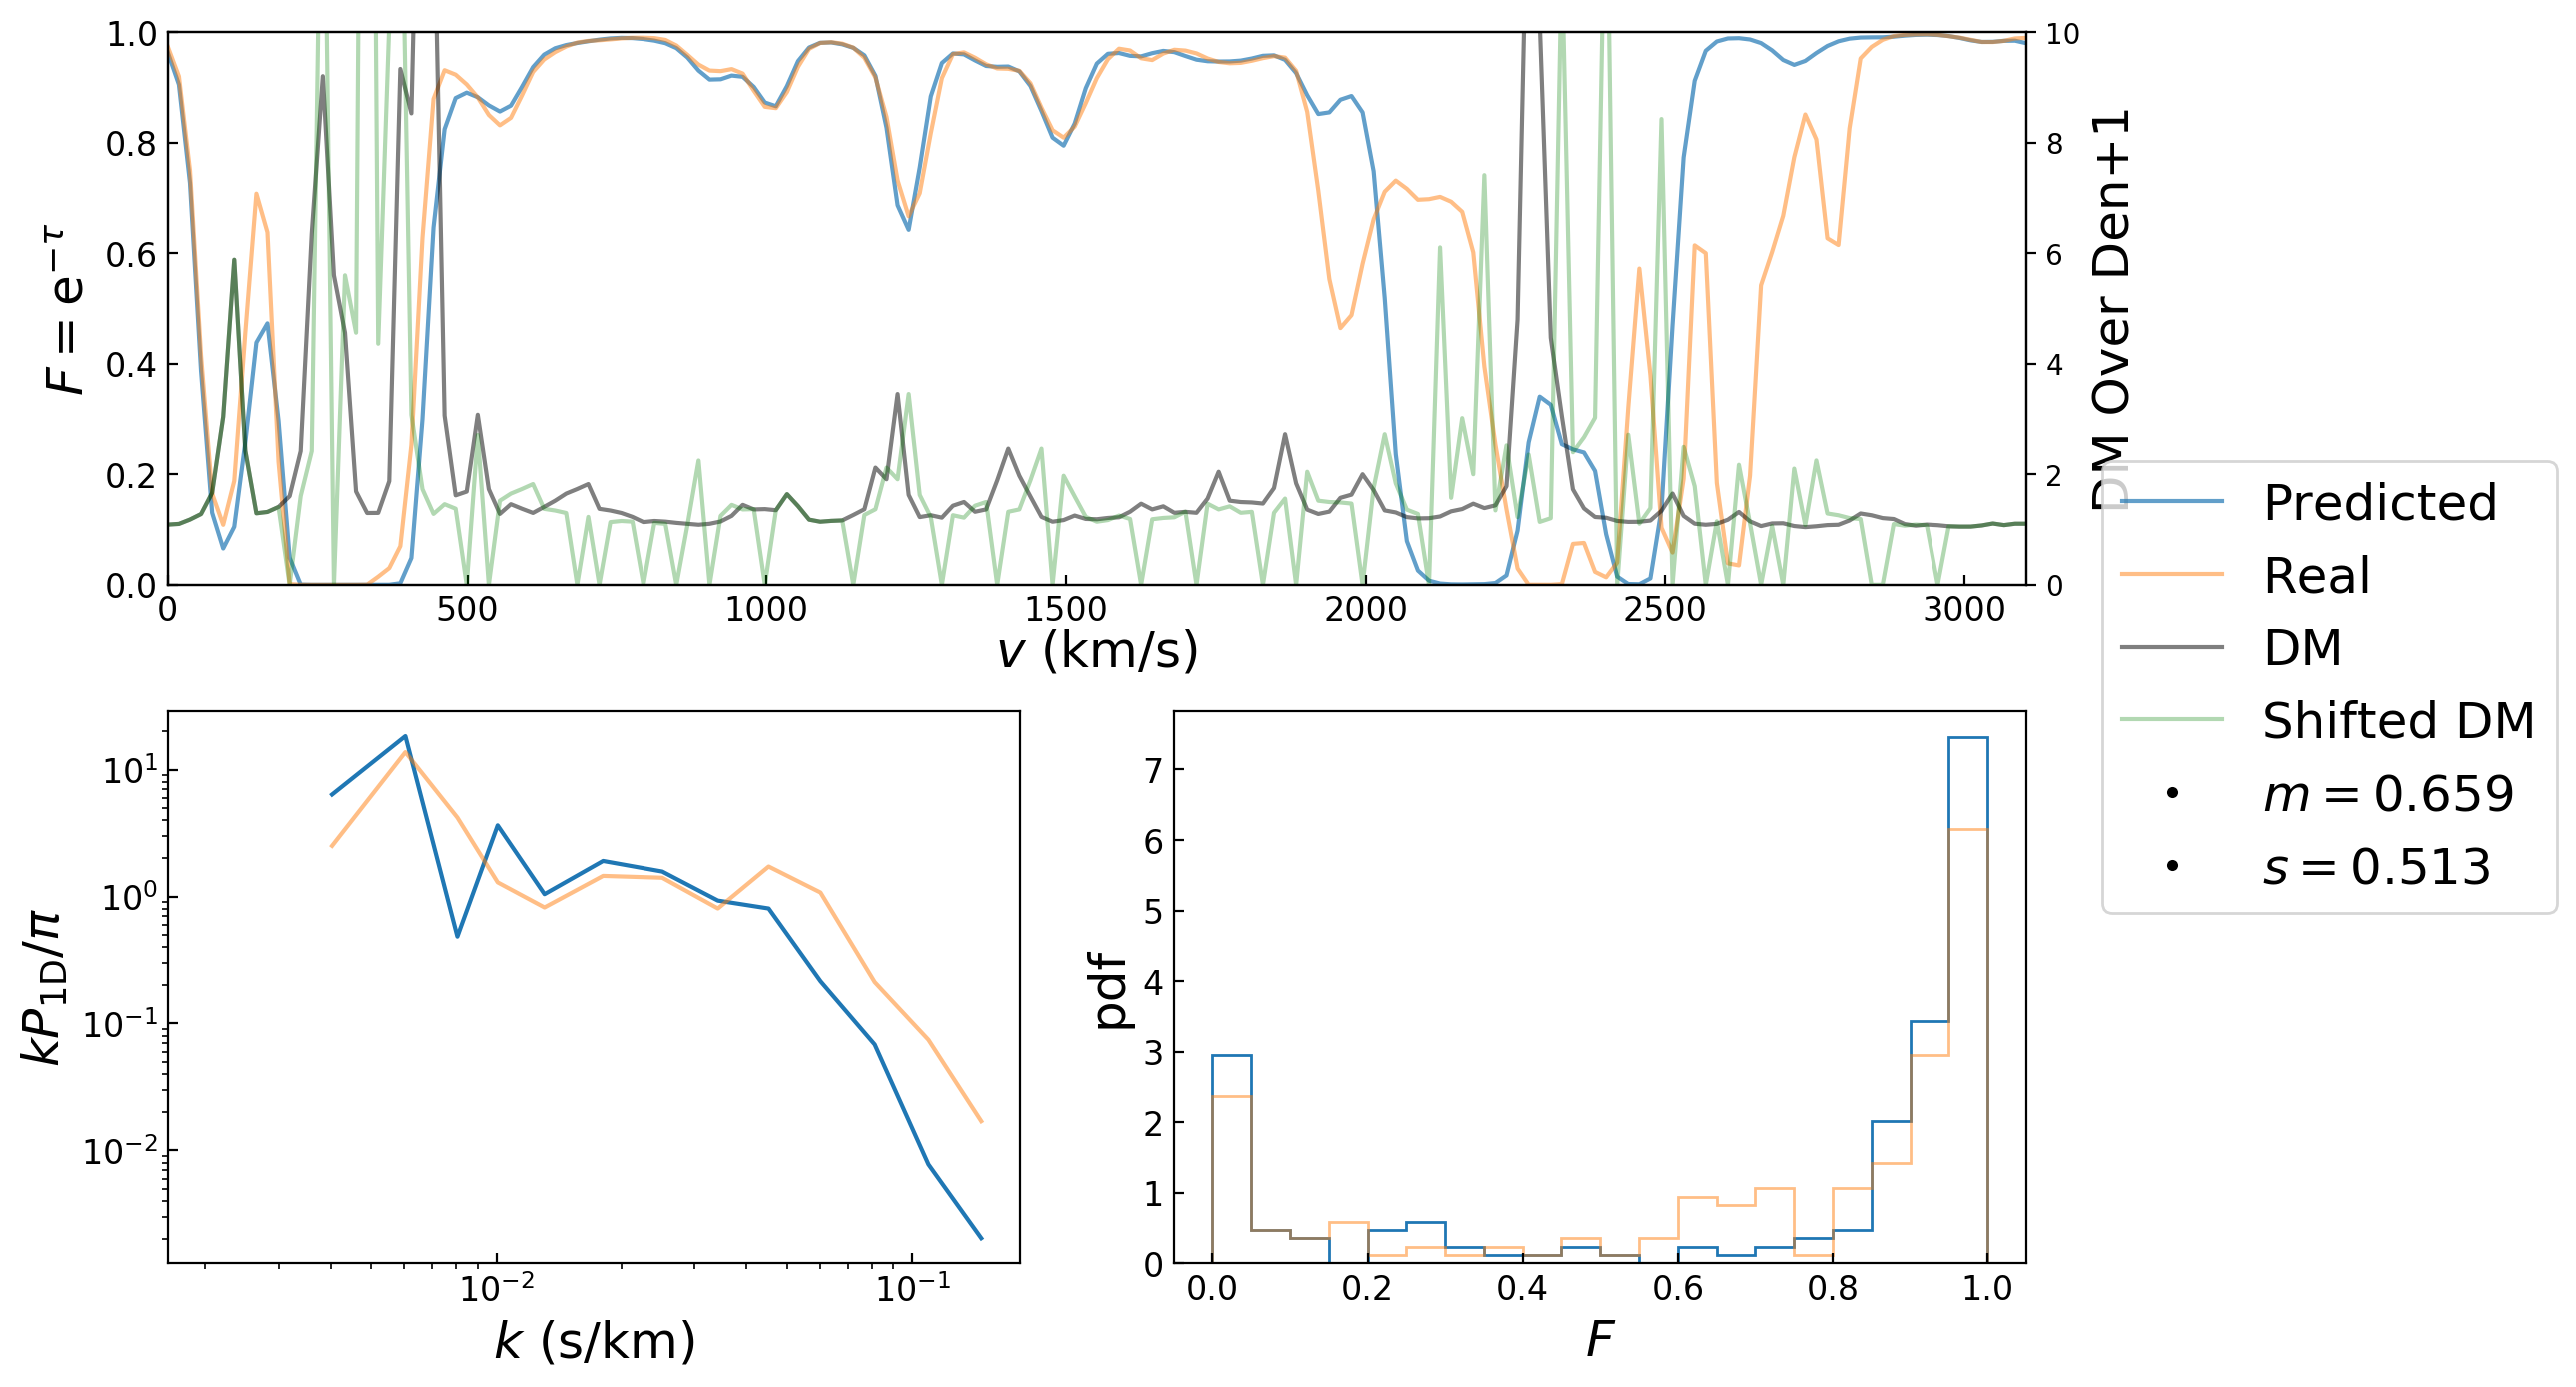 1.0
0.8
0.6
0.4
0.2
0.0
F = e^{−τ}
10
8
6
4
2
0
DM Over Den+1
0 500 1000 1500 2000 2500 3000
v (km/s)
Predicted
Real
DM
Shifted DM
m = 0.659
s = 0.513
10^1
10^0
10^{−1}
10^{−2}
kP_{1D}/π
10^{−2} 10^{−1}
k (s/km)
7
6
5
4
3
2
1
0
pdf
0.0 0.2 0.4 0.6 0.8 1.0
F